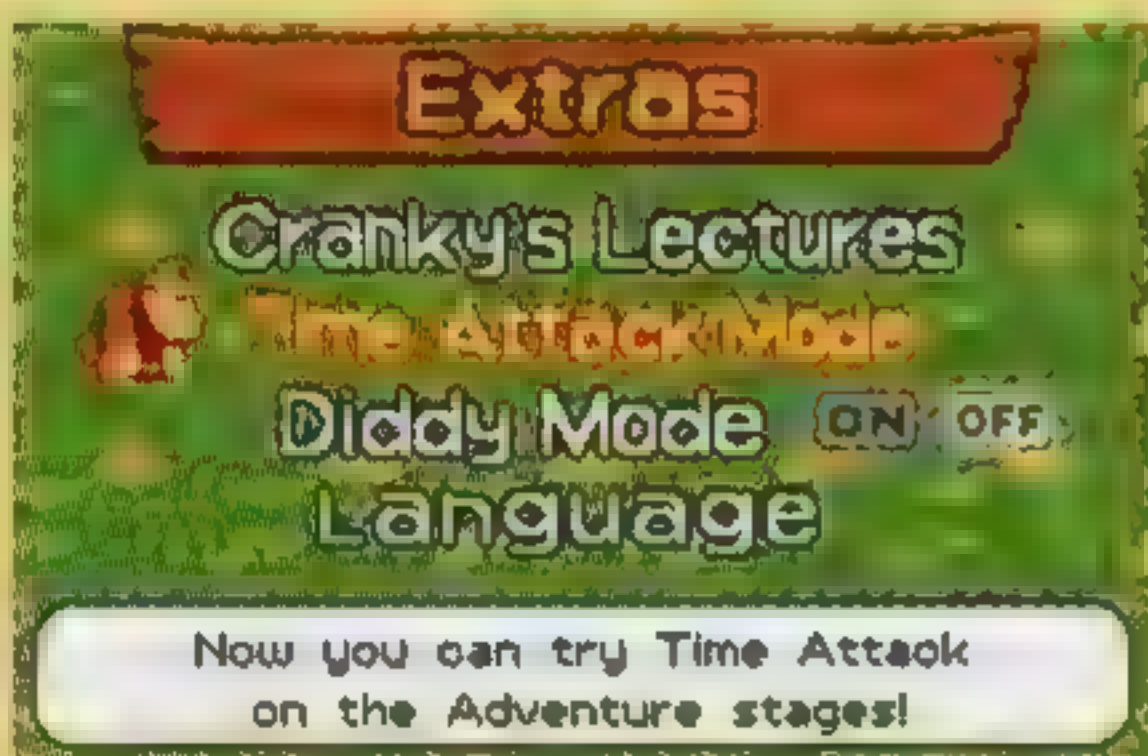 Extras
Cranky's Lectures
Time Attack Mode
Diddy Mode ON OFF
Language
Now you can try Time Attack
on the Adventure stages!